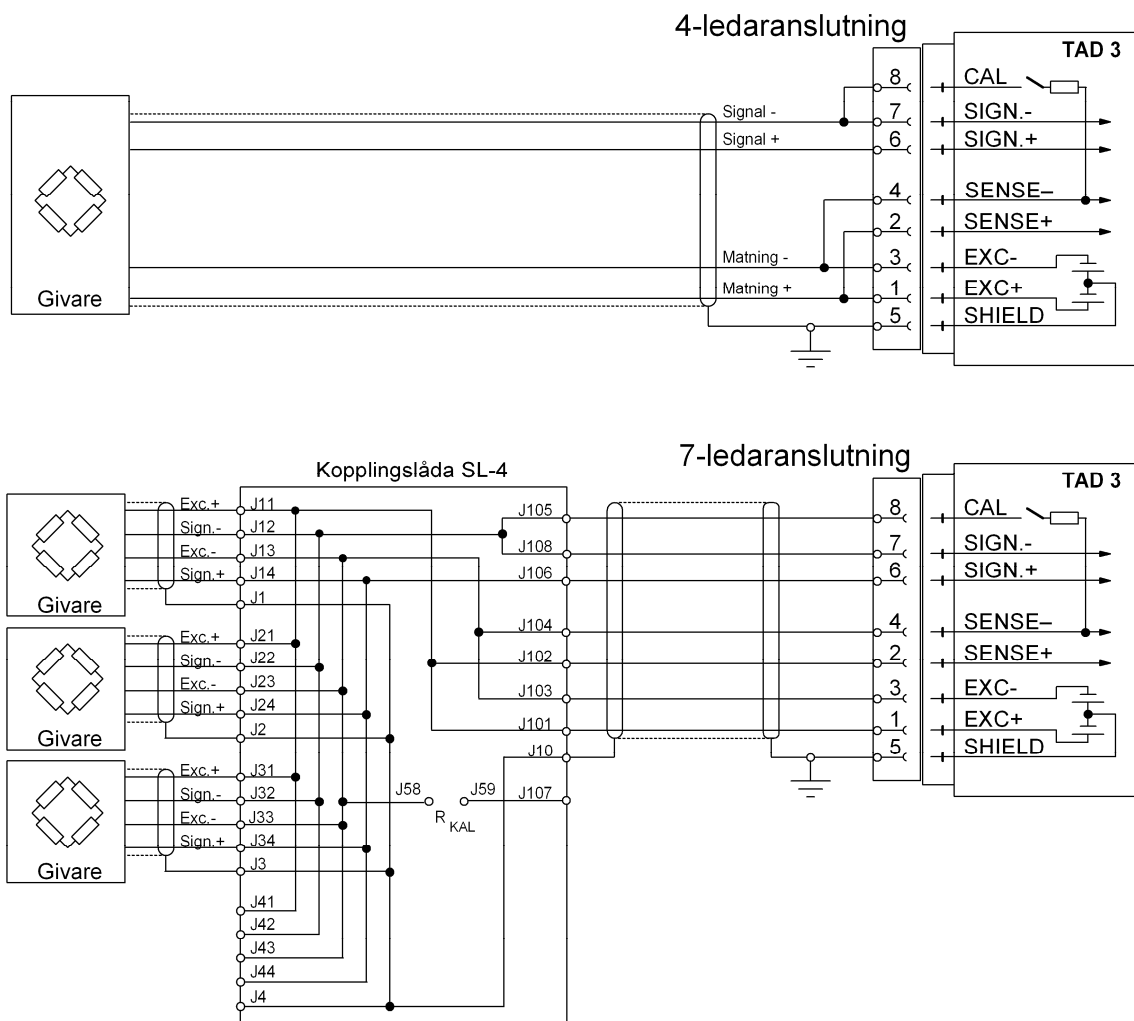 4-ledaranslutning
TAD 3
8 CAL
Signal - 7 SIGN.-
Signal + 6 SIGN.+
4 SENSE–
2 SENSE+
Matning - 3 EXC-
Matning + 1 EXC+
5 SHIELD
Givare
7-ledaranslutning
Kopplingslåda SL-4
TAD 3
Exc.+ J11 J105 8 CAL
Sign.- J12
Exc.- J13 J108 7 SIGN.-
Sign.+ J14 J106 6 SIGN.+
Givare J1
J104 4 SENSE–
Exc.+ J21
Sign.- J22 J102 2 SENSE+
Exc.- J23 J103 3 EXC-
Sign.+ J24 J101 1 EXC+
Givare J2 J10 5 SHIELD
Exc.+ J31
Sign.- J32 J58 J59 J107
Exc.- J33 R KAL
Sign.+ J34
Givare J3
J41
J42
J43
J44
J4